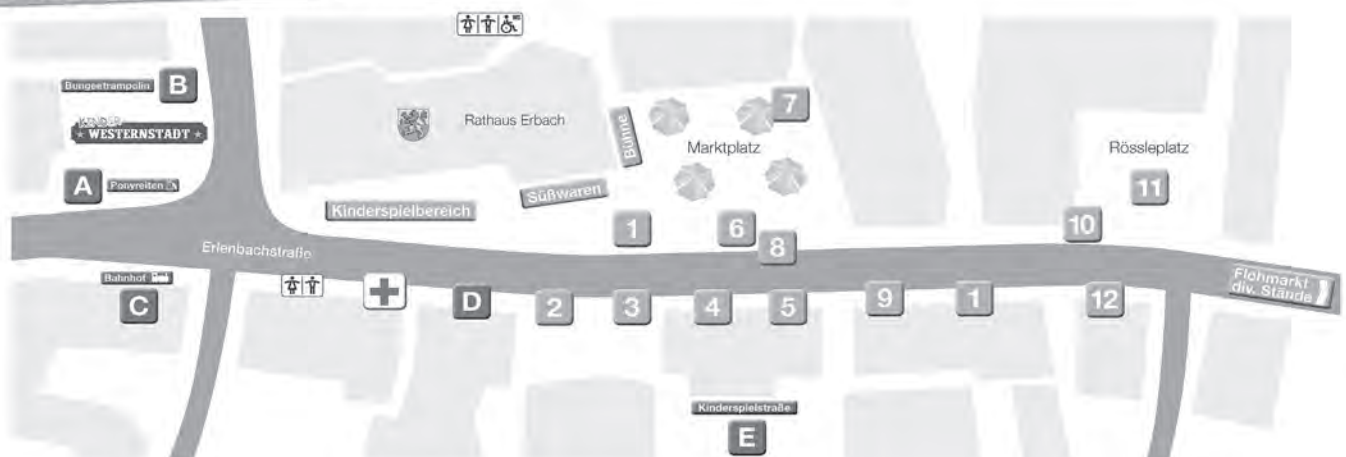 Bungeetrampolin
B
KINDER
WESTERNSTADT
A
Ponyreiten
Rathaus Erbach
Bühne
7
Marktplatz
Süßwaren
Kinderspielbereich
1
6
8
Rössleplatz
11
10
Erlenbachstraße
Bahnhof
C
D
2
3
4
5
9
1
12
Flohmarkt
div. Stände
Kinderspielstraße
E